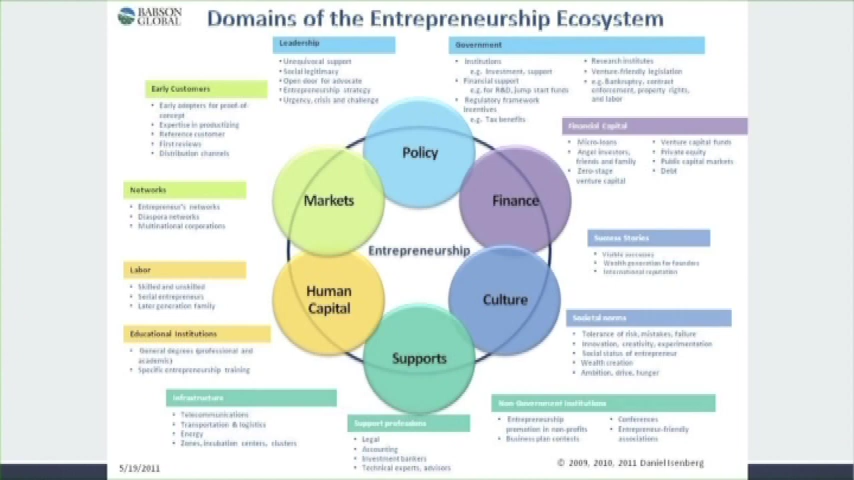 BABSON
GLOBAL
Domains of the Entrepreneurship Ecosystem
Leadership
• Unequivocal support
• Social legitimacy
• Open door for advocate
• Entrepreneurship strategy
• Urgency, crisis and challenge
Government
• Institutions
e.g. Investment, support
• Financial support
e.g. for R&D, jump start funds
• Regulatory framework
Incentives
e.g. Tax benefits
• Research institutes
• Venture-friendly legislation
e.g. Bankruptcy, contract
enforcement, property rights,
and labor
Early Customers
• Early adopters for proof-of-
concept
• Expertise in productizing
• Reference customer
• First reviews
• Distribution channels
Financial Capital
• Micro-loans
• Angel investors,
friends and family
• Zero-stage
venture capital
• Venture capital funds
• Private equity
• Public capital markets
• Debt
Networks
• Entrepreneur's networks
• Diaspora networks
• Multinational corporations
Policy
Markets
Finance
Entrepreneurship
Human
Capital
Culture
Supports
Success Stories
• Visible successes
• Wealth generation for founders
• International reputation
Labor
• Skilled and unskilled
• Serial entrepreneurs
• Later generation family
Societal norms
• Tolerance of risk, mistakes, failure
• Innovation, creativity, experimentation
• Social status of entrepreneur
• Wealth creation
• Ambition, drive, hunger
Educational Institutions
• General degrees (professional and
academic)
• Specific entrepreneurship training
Infrastructure
• Telecommunications
• Transportation & logistics
• Energy
• Zones, incubation centers, clusters
Support professions
• Legal
• Accounting
• Investment bankers
• Technical experts, advisors
Non-Government Institutions
• Entrepreneurship
promotion in non-profits
• Business plan contests
• Conferences
• Entrepreneur-friendly
associations
5/19/2011
© 2009, 2010, 2011 Daniel Isenberg